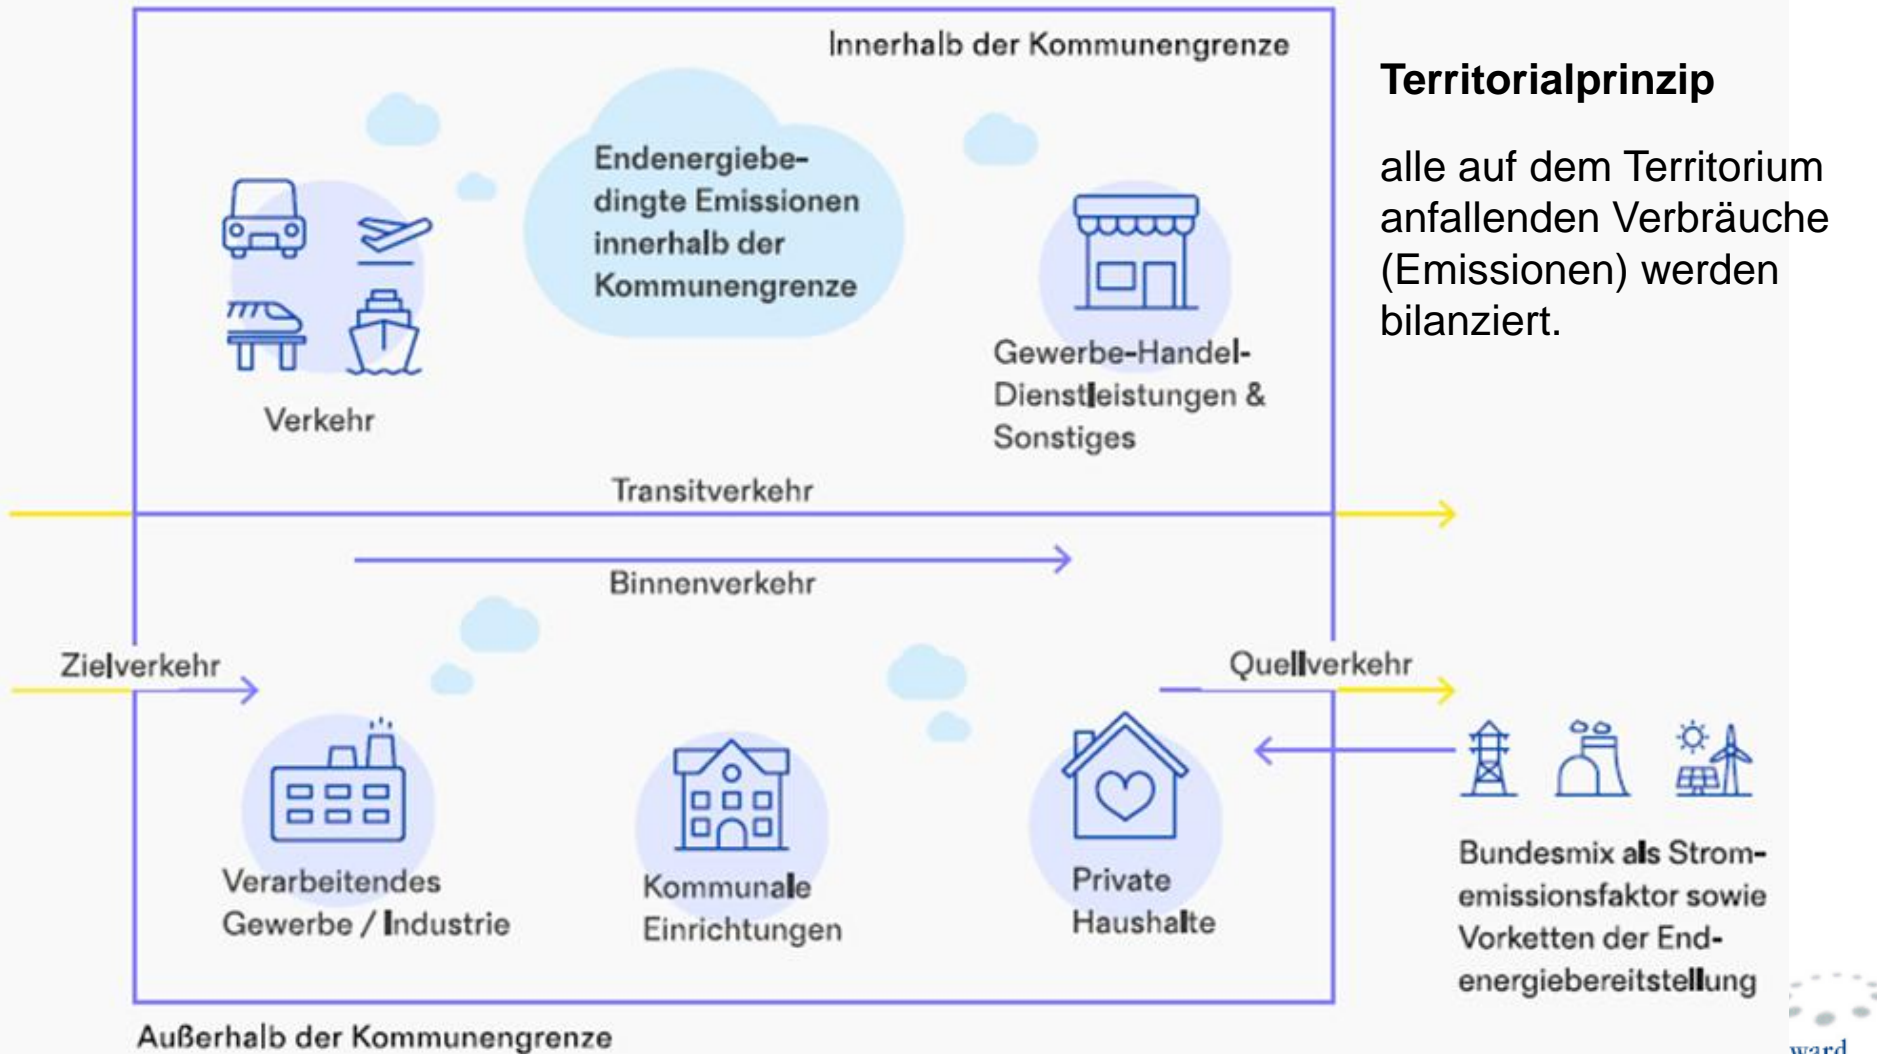 Innerhalb der Kommunengrenze
Territorialprinzip
alle auf dem Territorium
anfallenden Verbräuche
(Emissionen) werden
bilanziert.
Endenergiebe-
dingte Emissionen
innerhalb der
Kommunengrenze
Verkehr
Gewerbe-Handel-
Dienstleistungen &
Sonstiges
Transitverkehr
Binnenverkehr
Zielverkehr
Quellverkehr
Verarbeitendes
Gewerbe / Industrie
Kommunale
Einrichtungen
Private
Haushalte
Bundesmix als Strom-
emissionsfaktor sowie
Vorketten der End-
energiebereitstellung
Außerhalb der Kommunengrenze